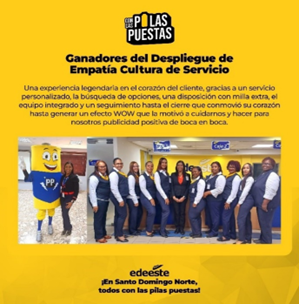 CON LAS
PILAS
PUESTAS
Ganadores del Despliegue de
Empatía Cultura de Servicio
Una experiencia legendaria en el corazón del cliente, gracias a un servicio
personalizado, la búsqueda de opciones, una disposición con milla extra, el
equipo integrado y un seguimiento hasta el cierre que conmovió su corazón
hasta generar un efecto WOW que la motivó a cuidarnos y hacer para
nosotros publicidad positiva de boca en boca.
PP
edeeste
¡En Santo Domingo Norte,
todos con las pilas puestas!